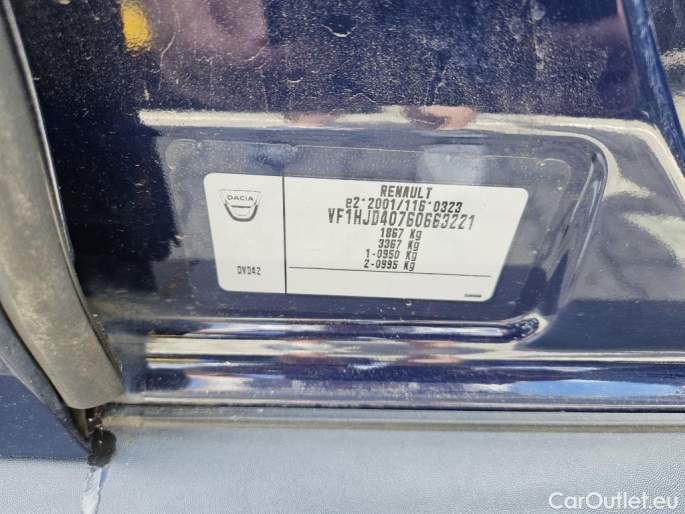 DACIA
DVD42
RENAULT
e2*2001/116*0323
VF1HJD40760663221
1867 Kg
3367 Kg
1-0950 Kg
2-0995 Kg
CarOutlet.eu